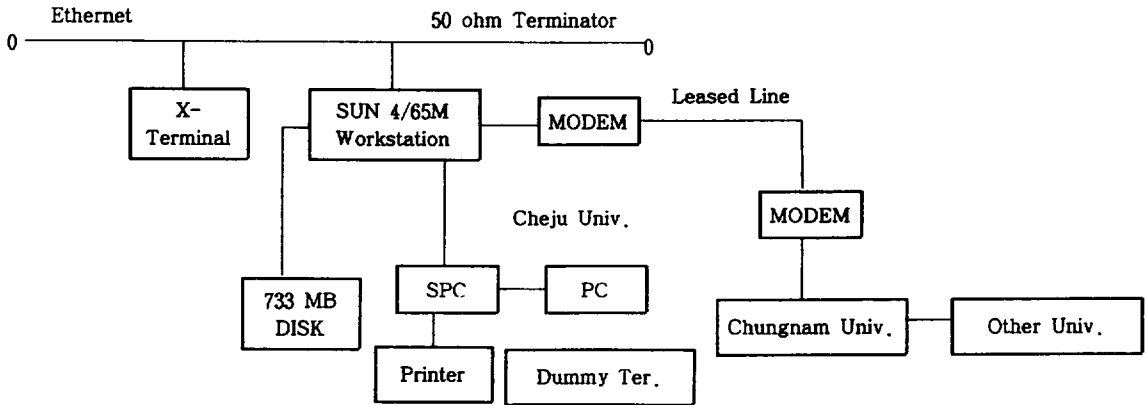 Ethernet
50 ohm Terminator
0
0
X-
Terminal
SUN 4/65M
Workstation
MODEM
Leased Line
MODEM
Cheju Univ.
733 MB
DISK
SPC
PC
Chungnam Univ.
Other Univ.
Printer
Dummy Ter.